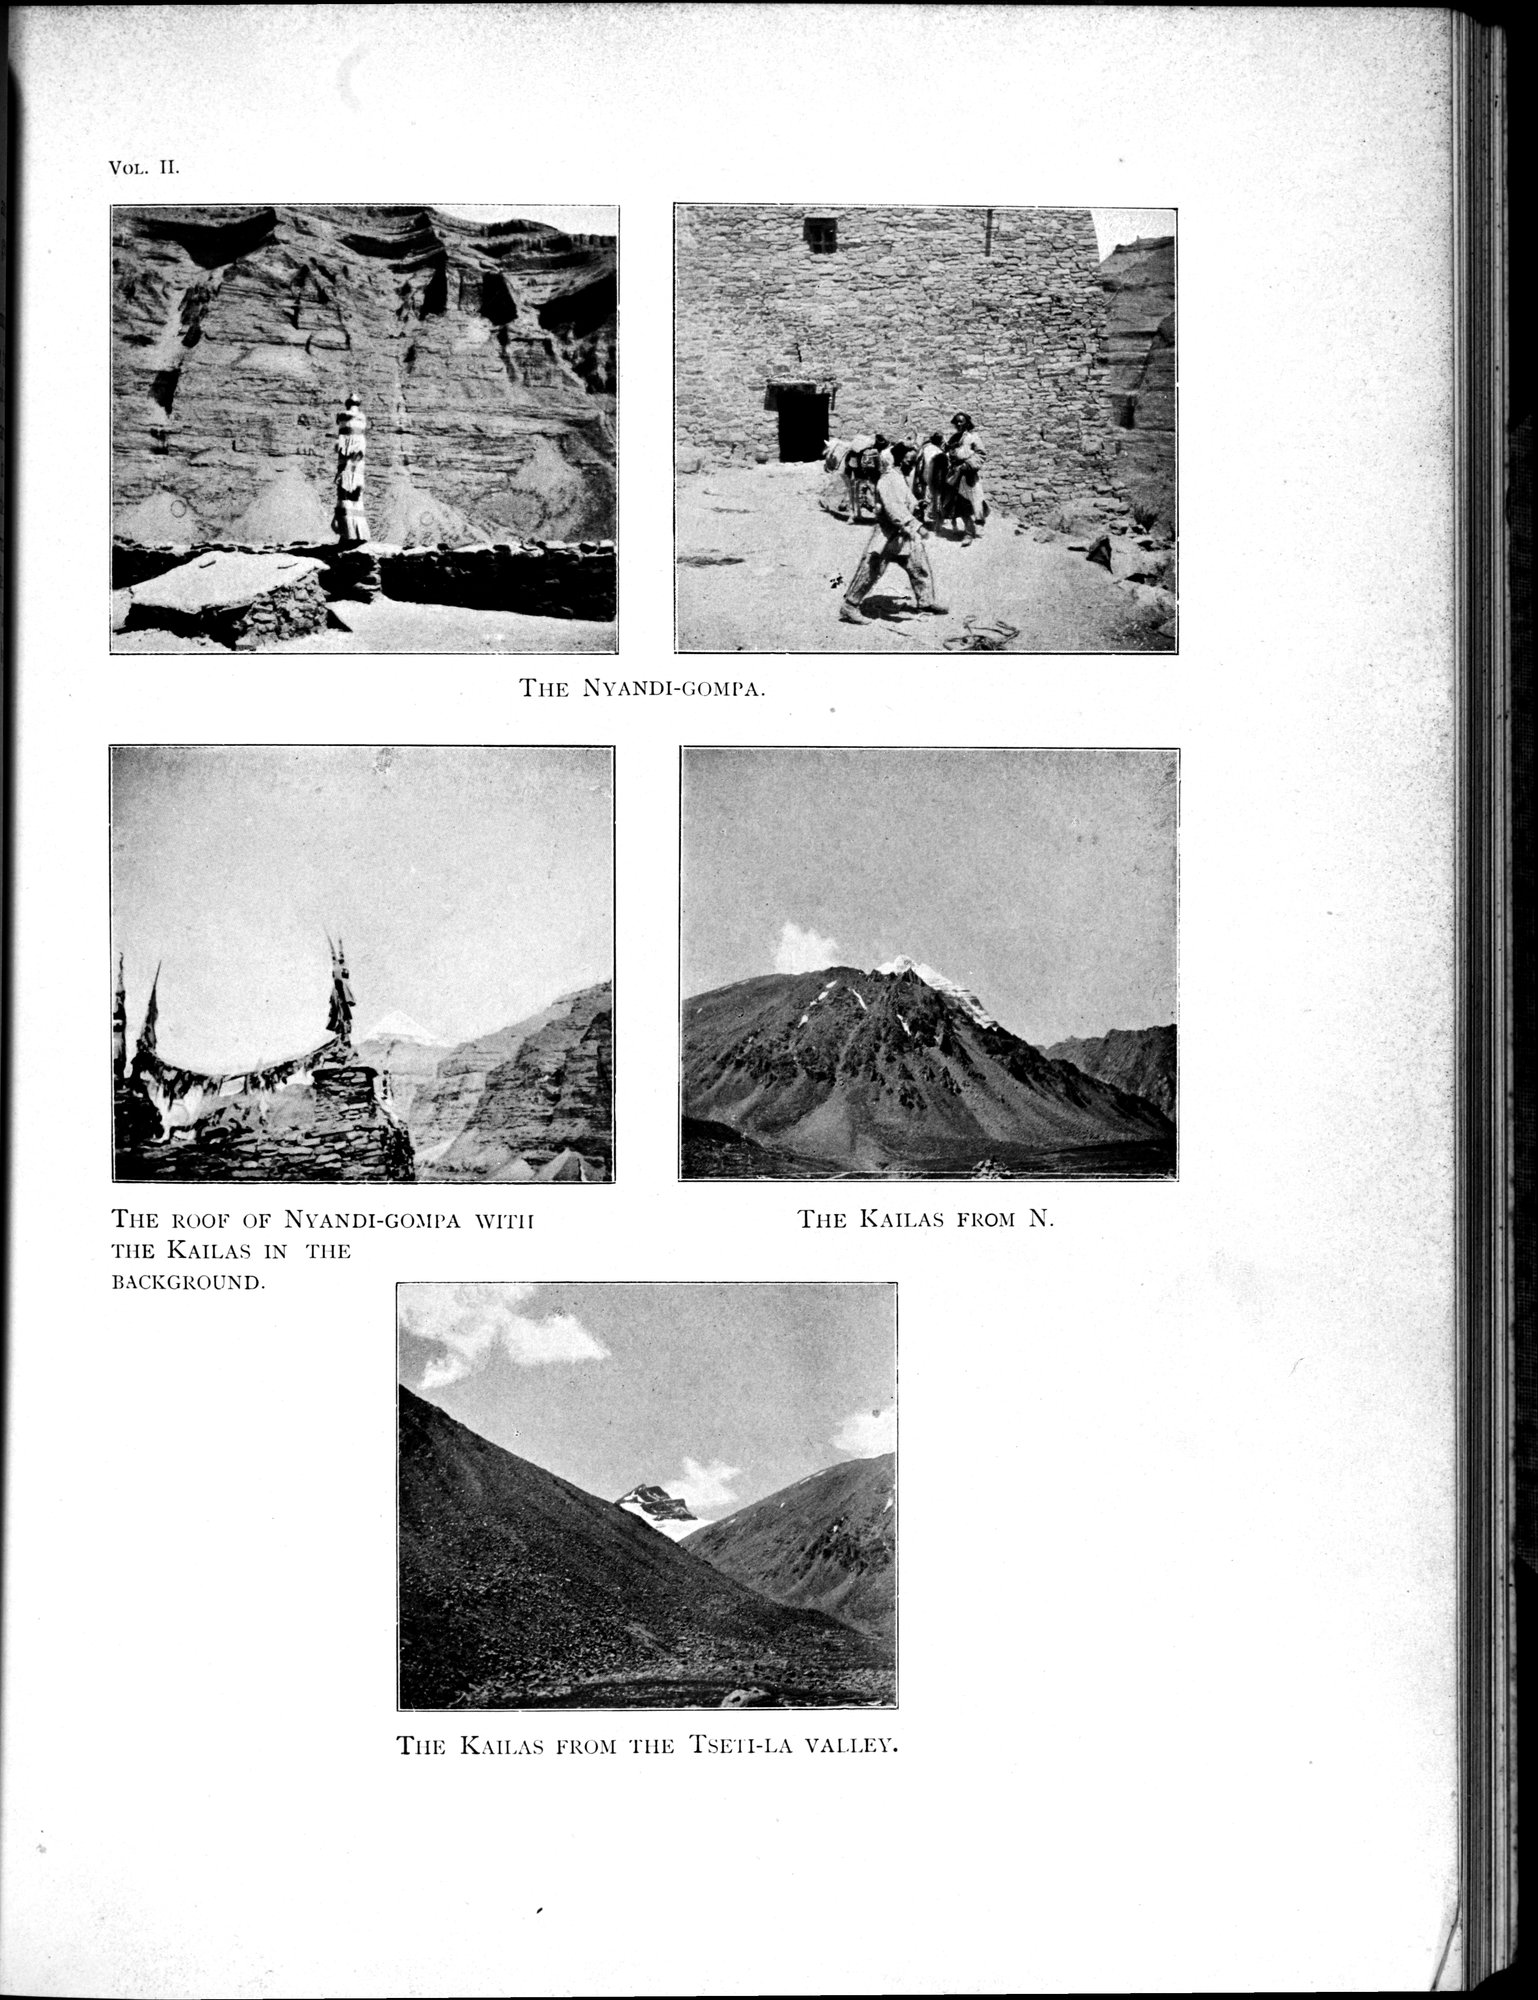 Vol. II.
The Nyandi-gompa.
The roof of Nyandi-gompa with
the Kailas in the
background.
The Kailas from N.
The Kailas from the Tseti-la valley.